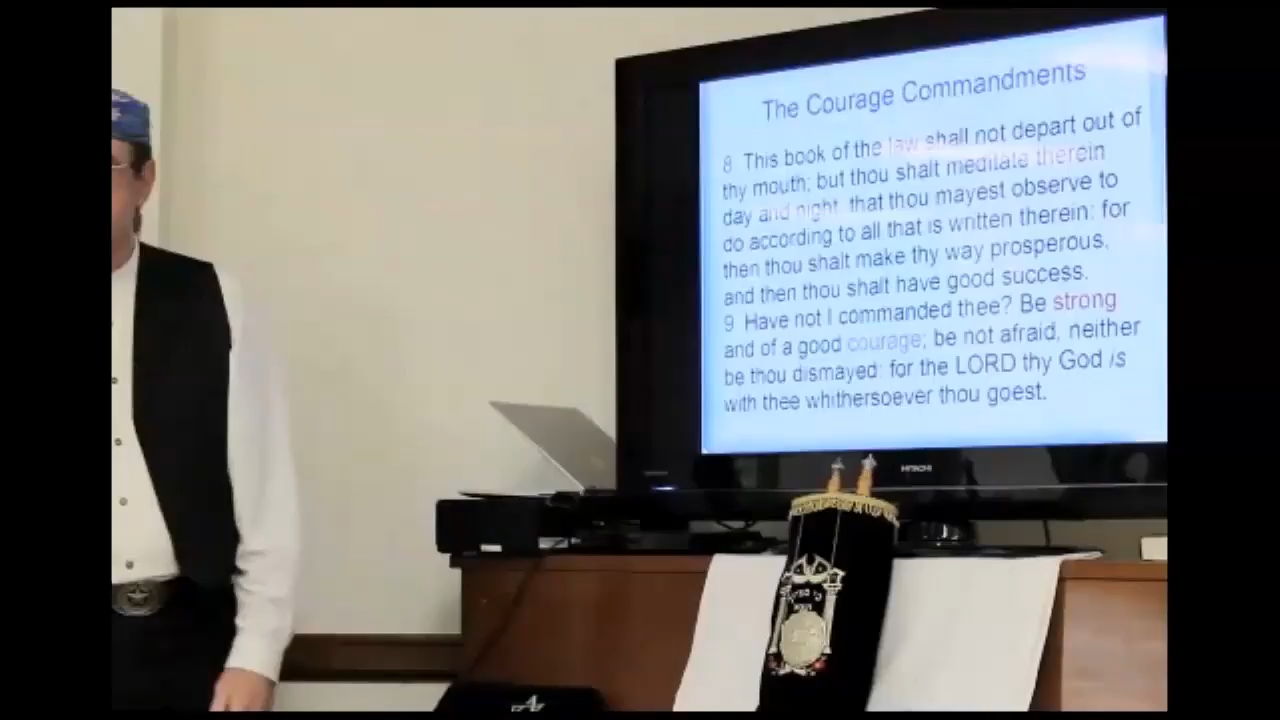 The Courage Commandments
8 This book of the law shall not depart out of
thy mouth; but thou shalt meditate therein
day and night, that thou mayest observe to
do according to all that is written therein: for
then thou shalt make thy way prosperous,
and then thou shalt have good success.
9 Have not I commanded thee? Be strong
and of a good courage; be not afraid, neither
be thou dismayed: for the LORD thy God is
with thee whithersoever thou goest.
HITACHI